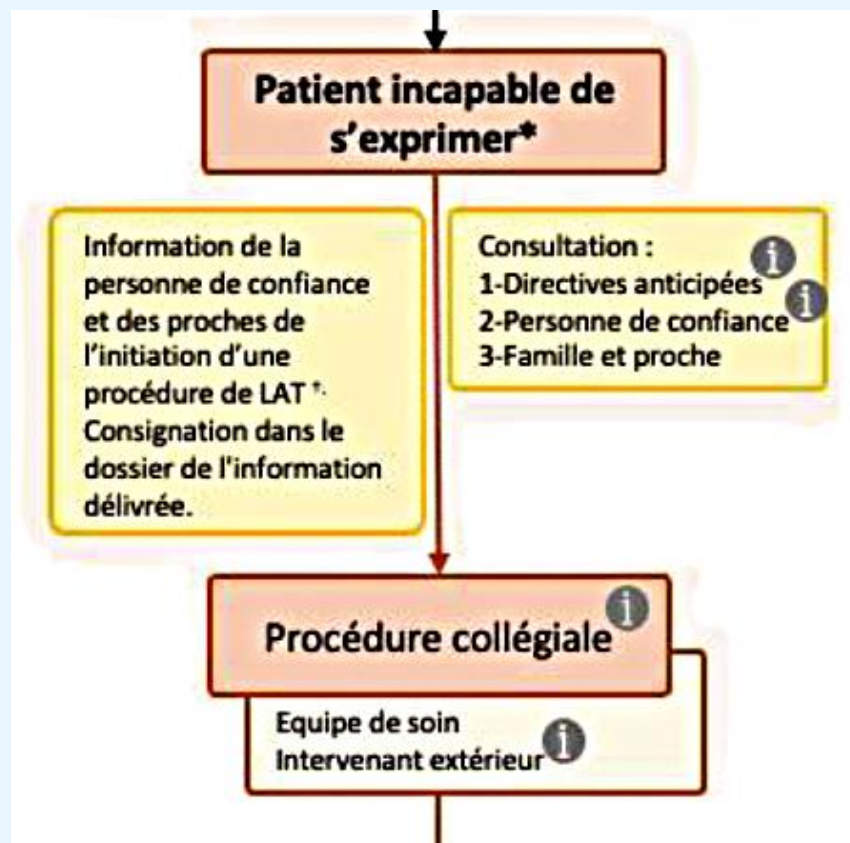 Patient incapable de
s'exprimer*
Information de la
personne de confiance
et des proches de
l'initiation d'une
procédure de LAT
Consignation dans le
dossier de l'information
délivrée.
Consultation :
1-Directives anticipées
2-Personne de confiance
3-Famille et proche
Procédure collégiale
Equipe de soin
Intervenant extérieur